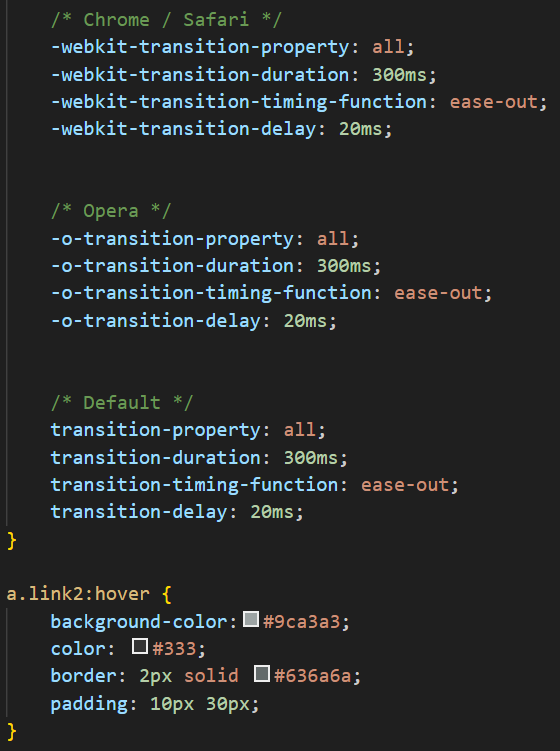 /* Chrome / Safari */
-webkit-transition-property: all;
-webkit-transition-duration: 300ms;
-webkit-transition-timing-function: ease-out;
-webkit-transition-delay: 20ms;
/* Opera */
-o-transition-property: all;
-o-transition-duration: 300ms;
-o-transition-timing-function: ease-out;
-o-transition-delay: 20ms;
/* Default */
transition-property: all;
transition-duration: 300ms;
transition-timing-function: ease-out;
transition-delay: 20ms;
}
a.link2:hover {
background-color: #9ca3a3;
color: #333;
border: 2px solid #636a6a;
padding: 10px 30px;
}